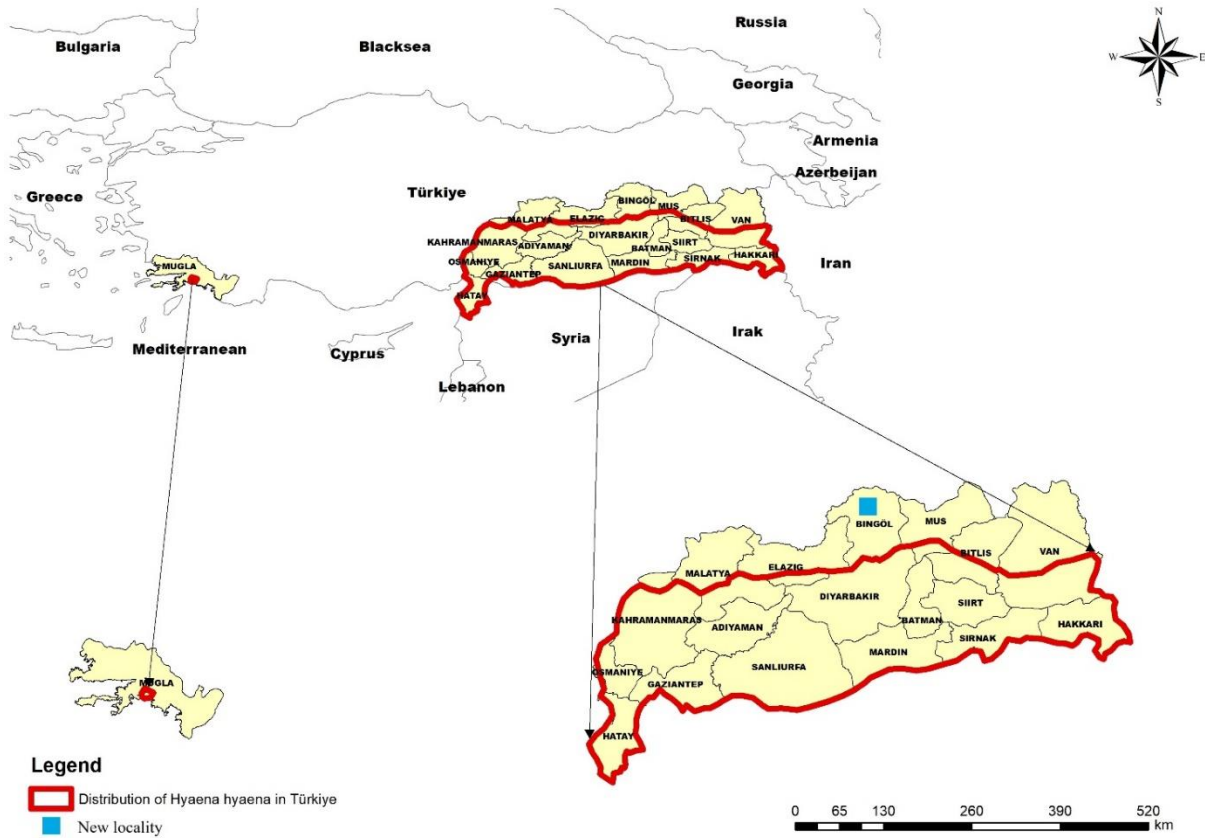 Bulgaria
Blacksea
Russia
N
W
E
S
Georgia
Armenia
Azerbeijan
Greece
Türkiye
BINGÖL
MUS
MALATYA
ELAZIG
BITLIS
VAN
KAHRAMANMARAS
ADIYAMAN
DIYARBAKIR
BATMAN
SIIRT
OSMANIYE
GAZIANTEP
SANLIURFA
MARDIN
SIRNAK
HAKKARI
HATAY
MUGLA
Iran
Mediterranean
Cyprus
Syria
Irak
Lebanon
BINGÖL
MUS
BITLIS
VAN
MALATYA
ELAZIG
DIYARBAKIR
SIIRT
KAHRAMANMARAS
ADIYAMAN
BATMAN
SIRNAK
HAKKARI
MARDIN
OSMANIYE
GAZIANTEP
SANLIURFA
HATAY
MUGLA
Legend
Distribution of Hyaena hyaena in Türkiye
New locality
0 65 130 260 390 520
km